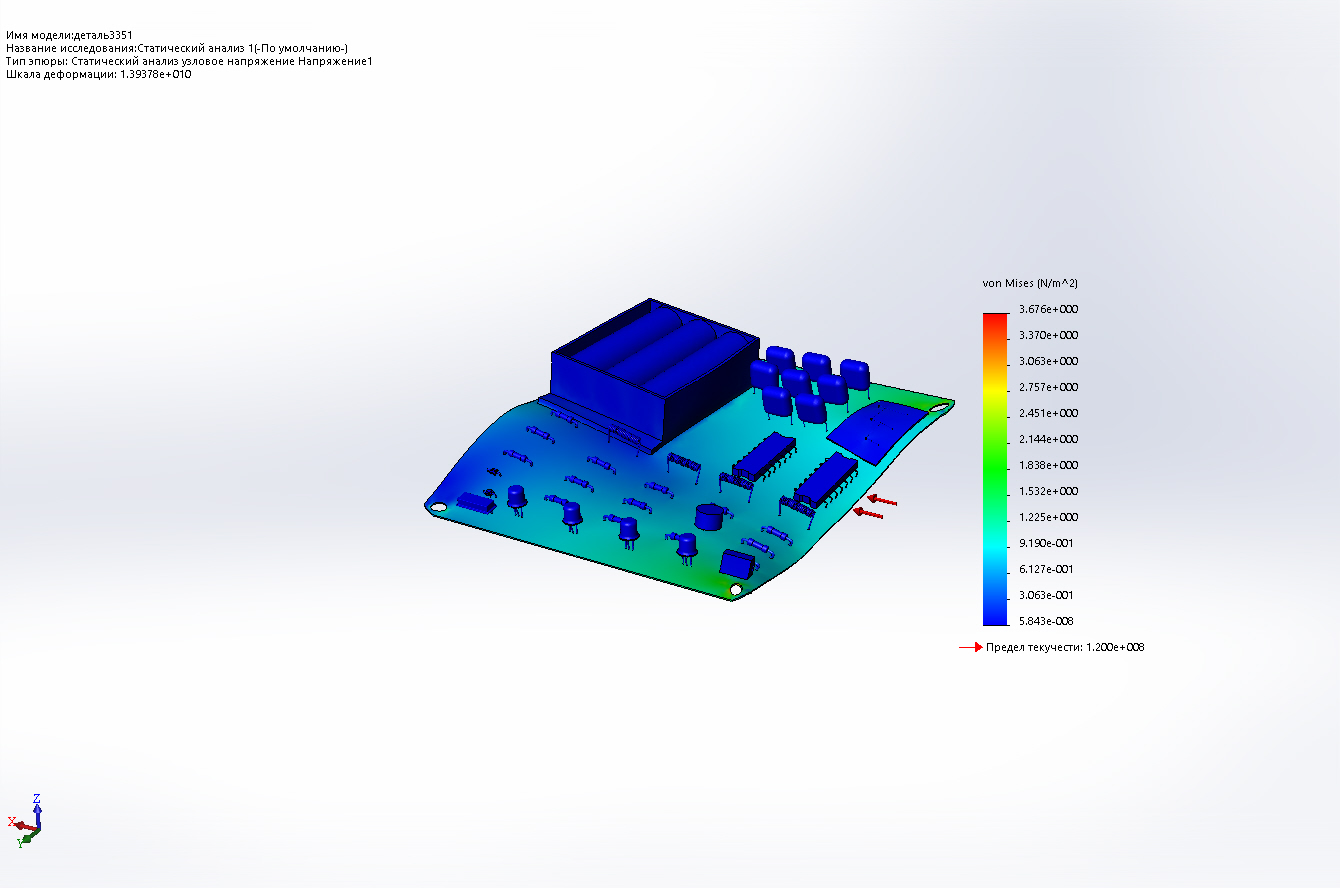 Имя модели:деталь3351
Название исследования:Статический анализ 1(-По умолчанию-)
Тип эпюры: Статический анализ узловое напряжение Напряжение1
Шкала деформации: 1.39378e+010
von Mises (N/m^2)
3.676e+000
3.370e+000
3.063e+000
2.757e+000
2.451e+000
2.144e+000
1.838e+000
1.532e+000
1.225e+000
9.190e-001
6.127e-001
3.063e-001
5.843e-008
Предел текучести: 1.200e+008
Z
X
Y